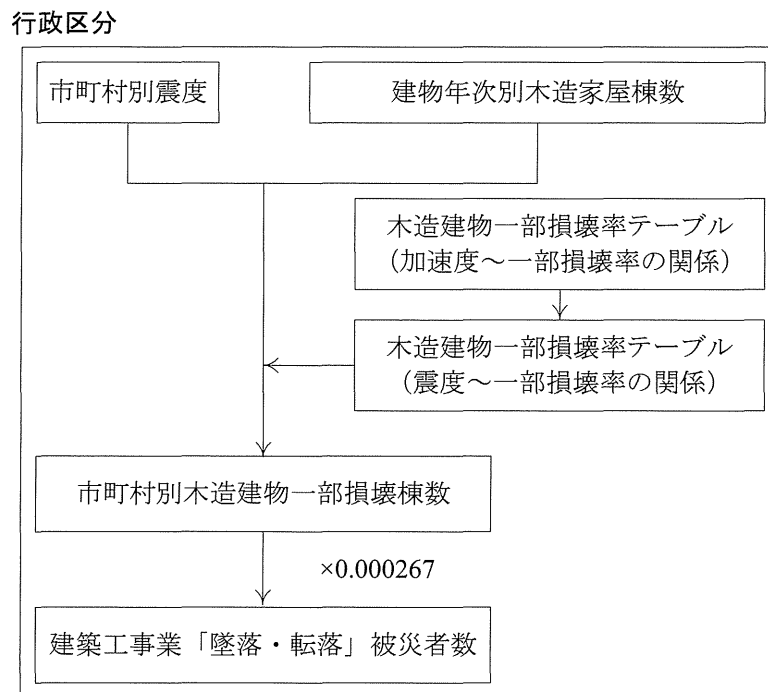 行政区分
市町村別震度
建物年次別木造家屋棟数
木造建物一部損壊率テーブル
（加速度～一部損壊率の関係）
木造建物一部損壊率テーブル
（震度～一部損壊率の関係）
市町村別木造建物一部損壊棟数
×0.000267
建築工事業「墜落・転落」被災者数